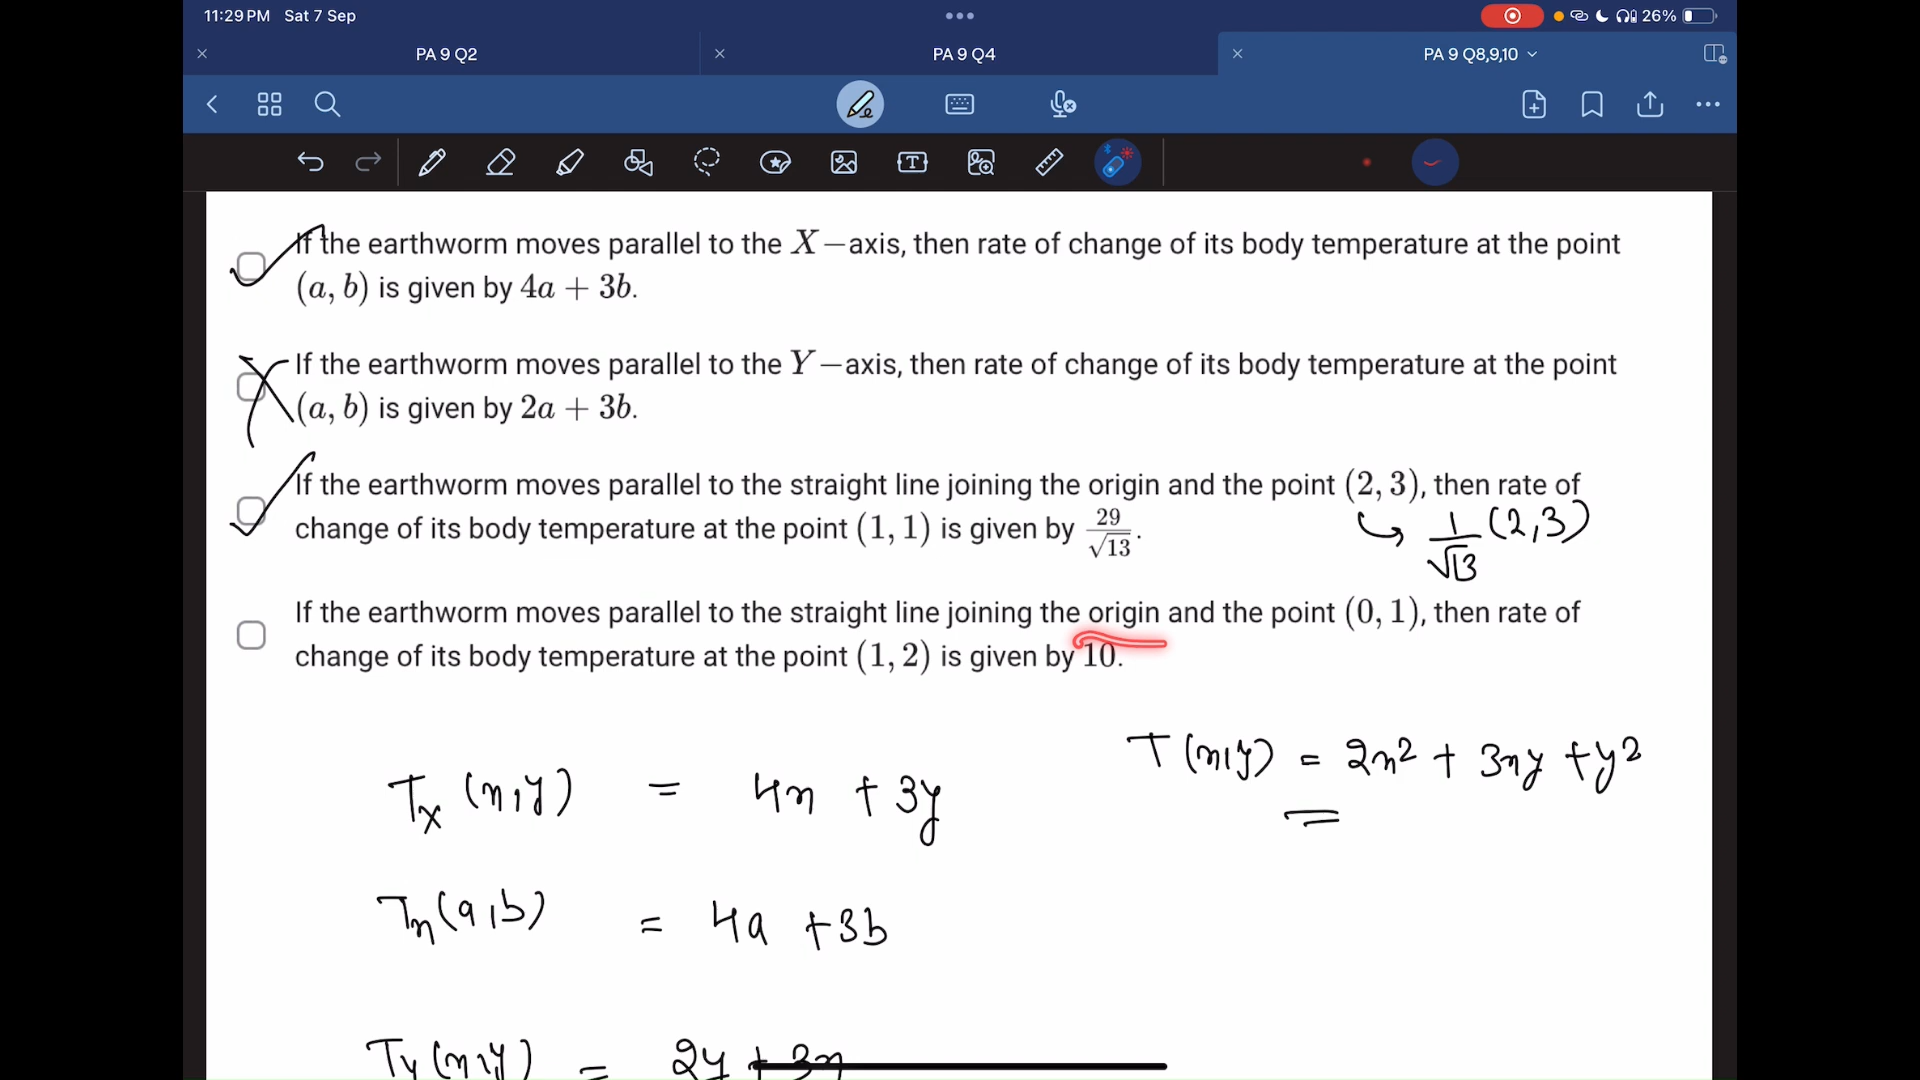 11:29 PM Sat 7 Sep
26%
PA 9 Q2
PA 9 Q4
PA 9 Q8,9,10
If the earthworm moves parallel to the X−axis, then rate of change of its body temperature at the point
(a, b) is given by 4a + 3b.
If the earthworm moves parallel to the Y−axis, then rate of change of its body temperature at the point
(a, b) is given by 2a + 3b.
If the earthworm moves parallel to the straight line joining the origin and the point (2, 3), then rate of
change of its body temperature at the point (1, 1) is given by 29/√13.
1/√13 (2,3)
If the earthworm moves parallel to the straight line joining the origin and the point (0, 1), then rate of
change of its body temperature at the point (1, 2) is given by 10.
T(x,y) = 2x² + 3xy + y²
Tx (x,y) = 4x + 3y
Tx(a,b) = 4a + 3b
Ty (x,y) = 2y + 3x